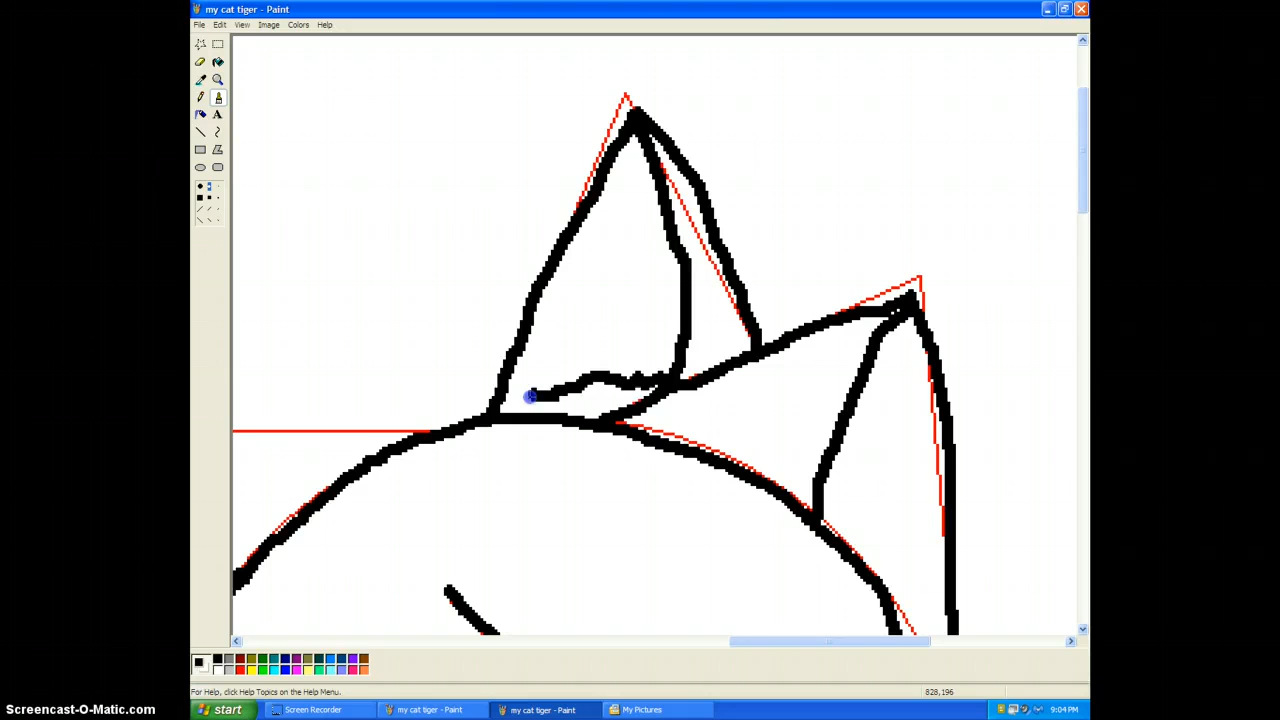 my cat tiger - Paint
File Edit View Image Colors Help
For Help, click Help Topics on the Help Menu.
828,196
start
Screen Recorder
my cat tiger - Paint
my cat tiger - Paint
My Pictures
9:04 PM
Screencast-O-Matic.com